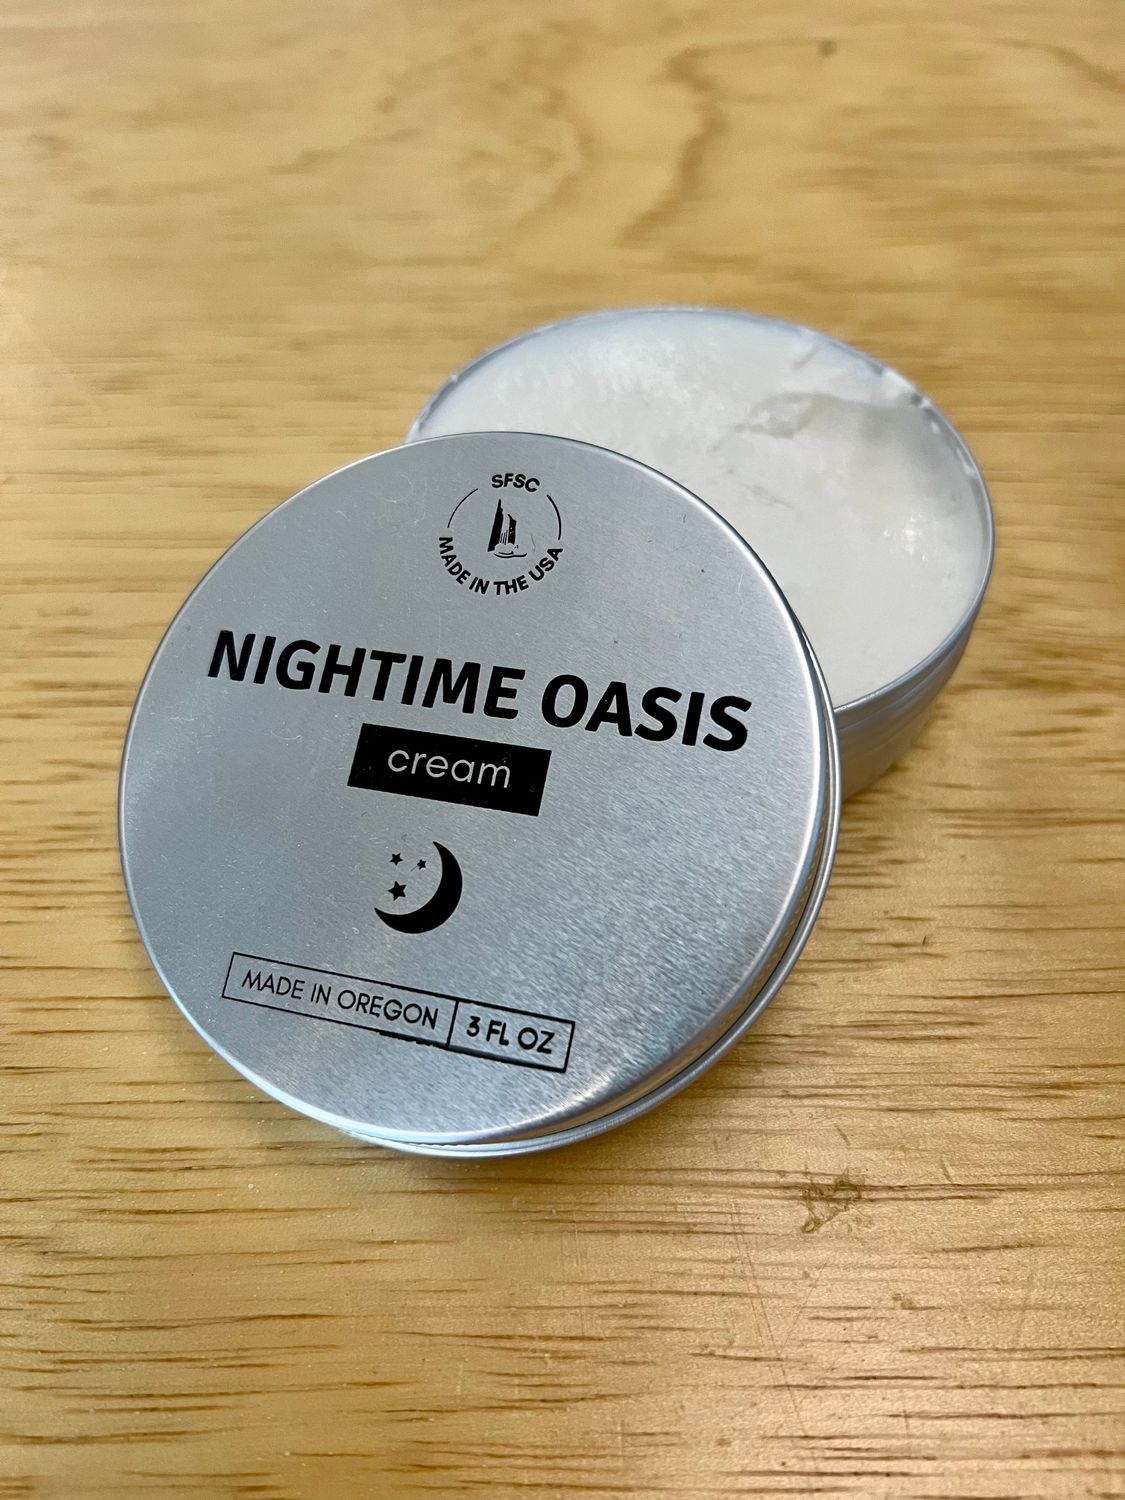 SFSC
MADE IN THE USA
NIGHTIME OASIS
cream
MADE IN OREGON 3 FL OZ